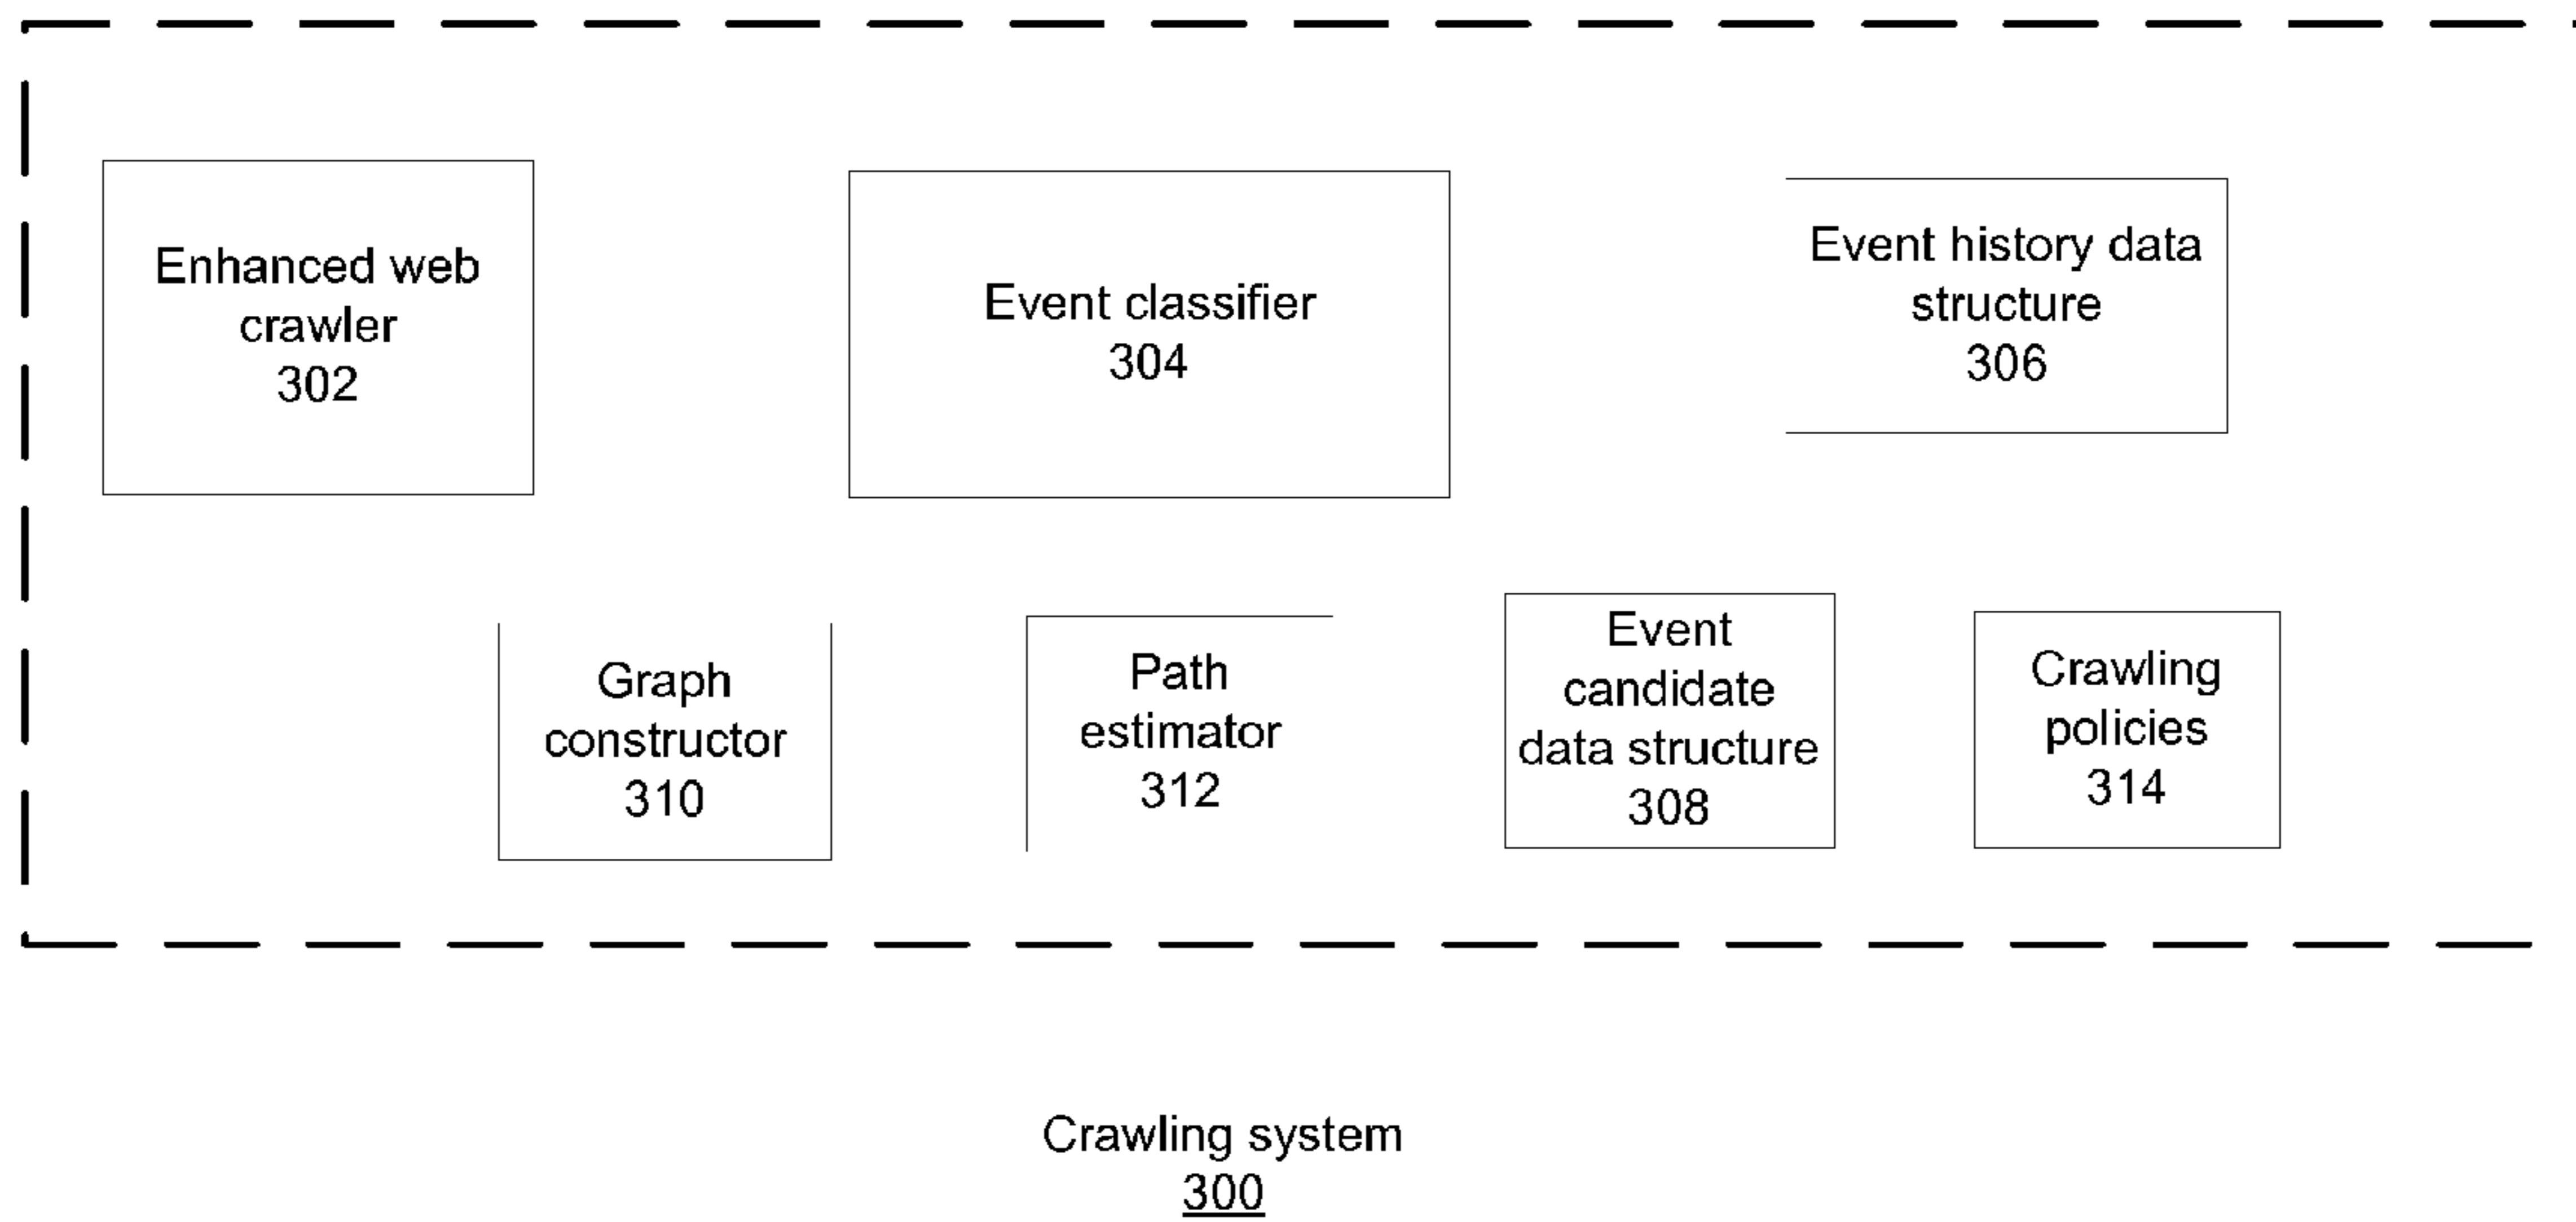 Enhanced web
crawler
302
Event classifier
304
Event history data
structure
306
Graph
constructor
310
Path
estimator
312
Event
candidate
data structure
308
Crawling
policies
314
Crawling system
300